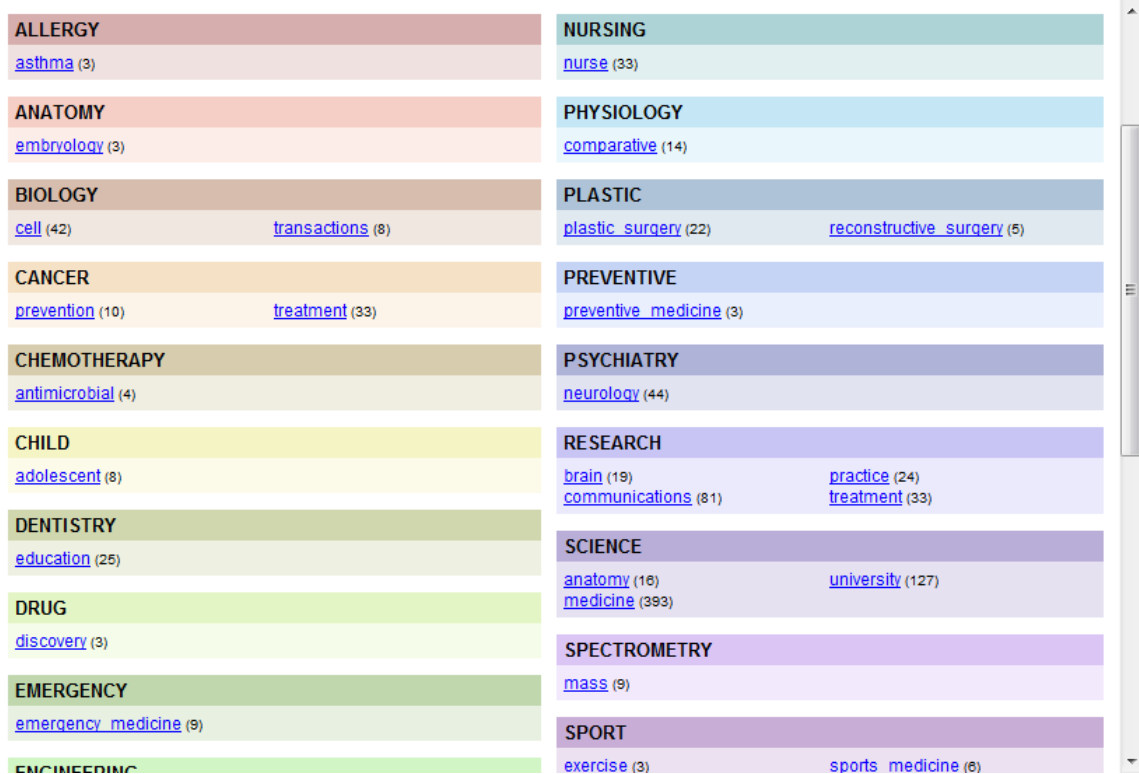 ALLERGY
asthma (3)
ANATOMY
embryology (3)
BIOLOGY
cell (42) transactions (8)
CANCER
prevention (10) treatment (33)
CHEMOTHERAPY
antimicrobial (4)
CHILD
adolescent (8)
DENTISTRY
education (25)
DRUG
discovery (3)
EMERGENCY
emergency_medicine (9)
ENGINEERING
NURSING
nurse (33)
PHYSIOLOGY
comparative (14)
PLASTIC
plastic_surgery (22) reconstructive_surgery (5)
PREVENTIVE
preventive_medicine (3)
PSYCHIATRY
neurology (44)
RESEARCH
brain (19) practice (24)
communications (81) treatment (33)
SCIENCE
anatomy (16) university (127)
medicine (393)
SPECTROMETRY
mass (9)
SPORT
exercise (3) sports_medicine (6)